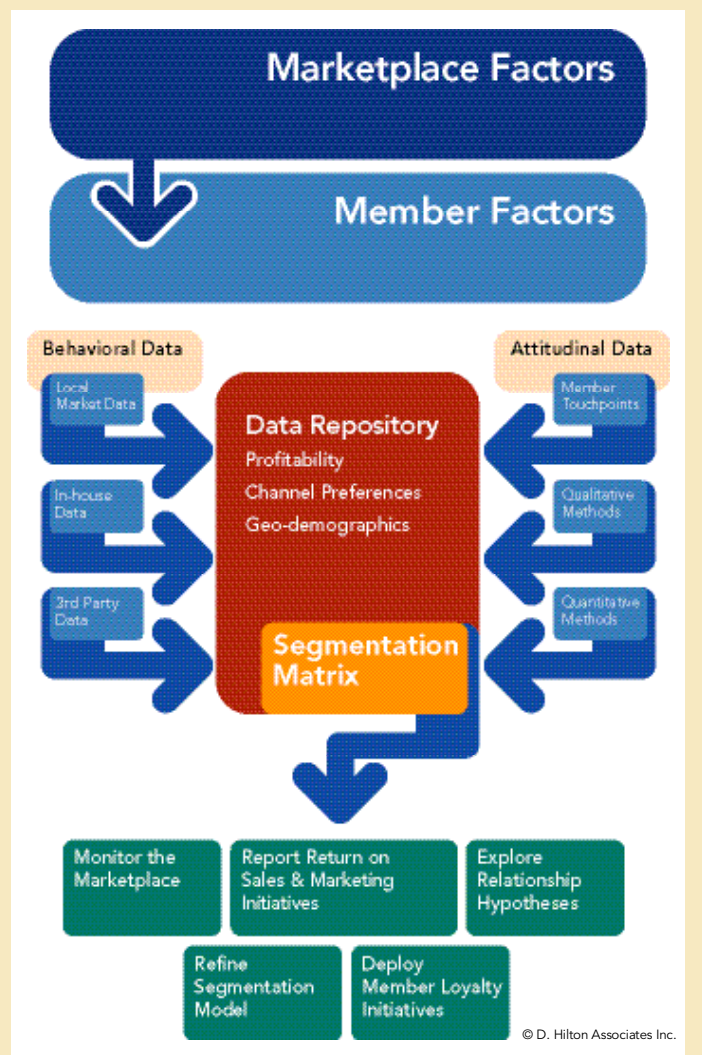 Marketplace Factors
Member Factors
Behavioral Data
Local
Market Data
In-house
Data
3rd Party
Data
Data Repository
Profitability
Channel Preferences
Geo-demographics
Segmentation
Matrix
Attitudinal Data
Member
Touchpoints
Qualitative
Methods
Quantitative
Methods
Monitor the
Marketplace
Report Return on
Sales & Marketing
Initiatives
Explore
Relationship
Hypotheses
Refine
Segmentation
Model
Deploy
Member Loyalty
Initiatives
© D. Hilton Associates Inc.